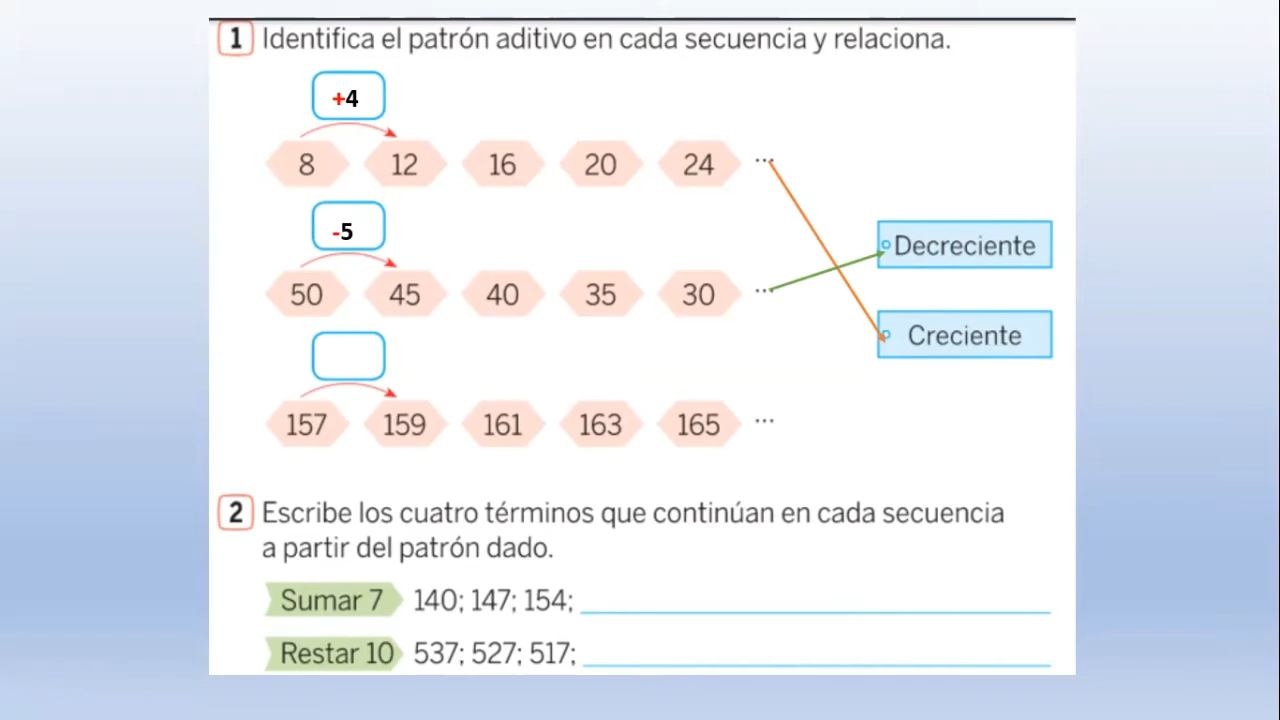 1 Identifica el patrón aditivo en cada secuencia y relaciona.
+4
8 12 16 20 24 ...
-5
Decreciente
50 45 40 35 30 ...
Creciente
157 159 161 163 165 ...
2 Escribe los cuatro términos que continúan en cada secuencia
a partir del patrón dado.
Sumar 7 140; 147; 154;
Restar 10 537; 527; 517;